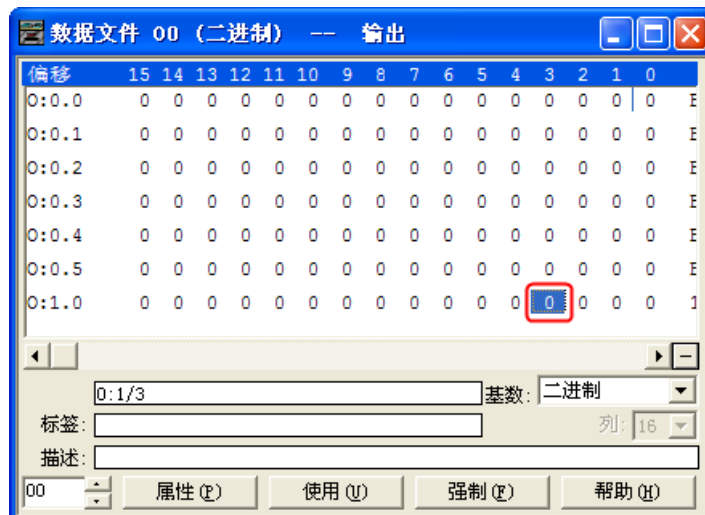 数据文件 O0 (二进制) -- 输出
偏移 15 14 13 12 11 10 9 8 7 6 5 4 3 2 1 0
O:0.0 0 0 0 0 0 0 0 0 0 0 0 0 0 0 0 0
O:0.1 0 0 0 0 0 0 0 0 0 0 0 0 0 0 0 0
O:0.2 0 0 0 0 0 0 0 0 0 0 0 0 0 0 0 0
O:0.3 0 0 0 0 0 0 0 0 0 0 0 0 0 0 0 0
O:0.4 0 0 0 0 0 0 0 0 0 0 0 0 0 0 0 0
O:0.5 0 0 0 0 0 0 0 0 0 0 0 0 0 0 0 0
O:1.0 0 0 0 0 0 0 0 0 0 0 0 0 0 0 0 0 1
O:1/3 基数: 二进制
标签: 列: 16
描述:
O0 属性(P) 使用(U) 强制(F) 帮助(H)